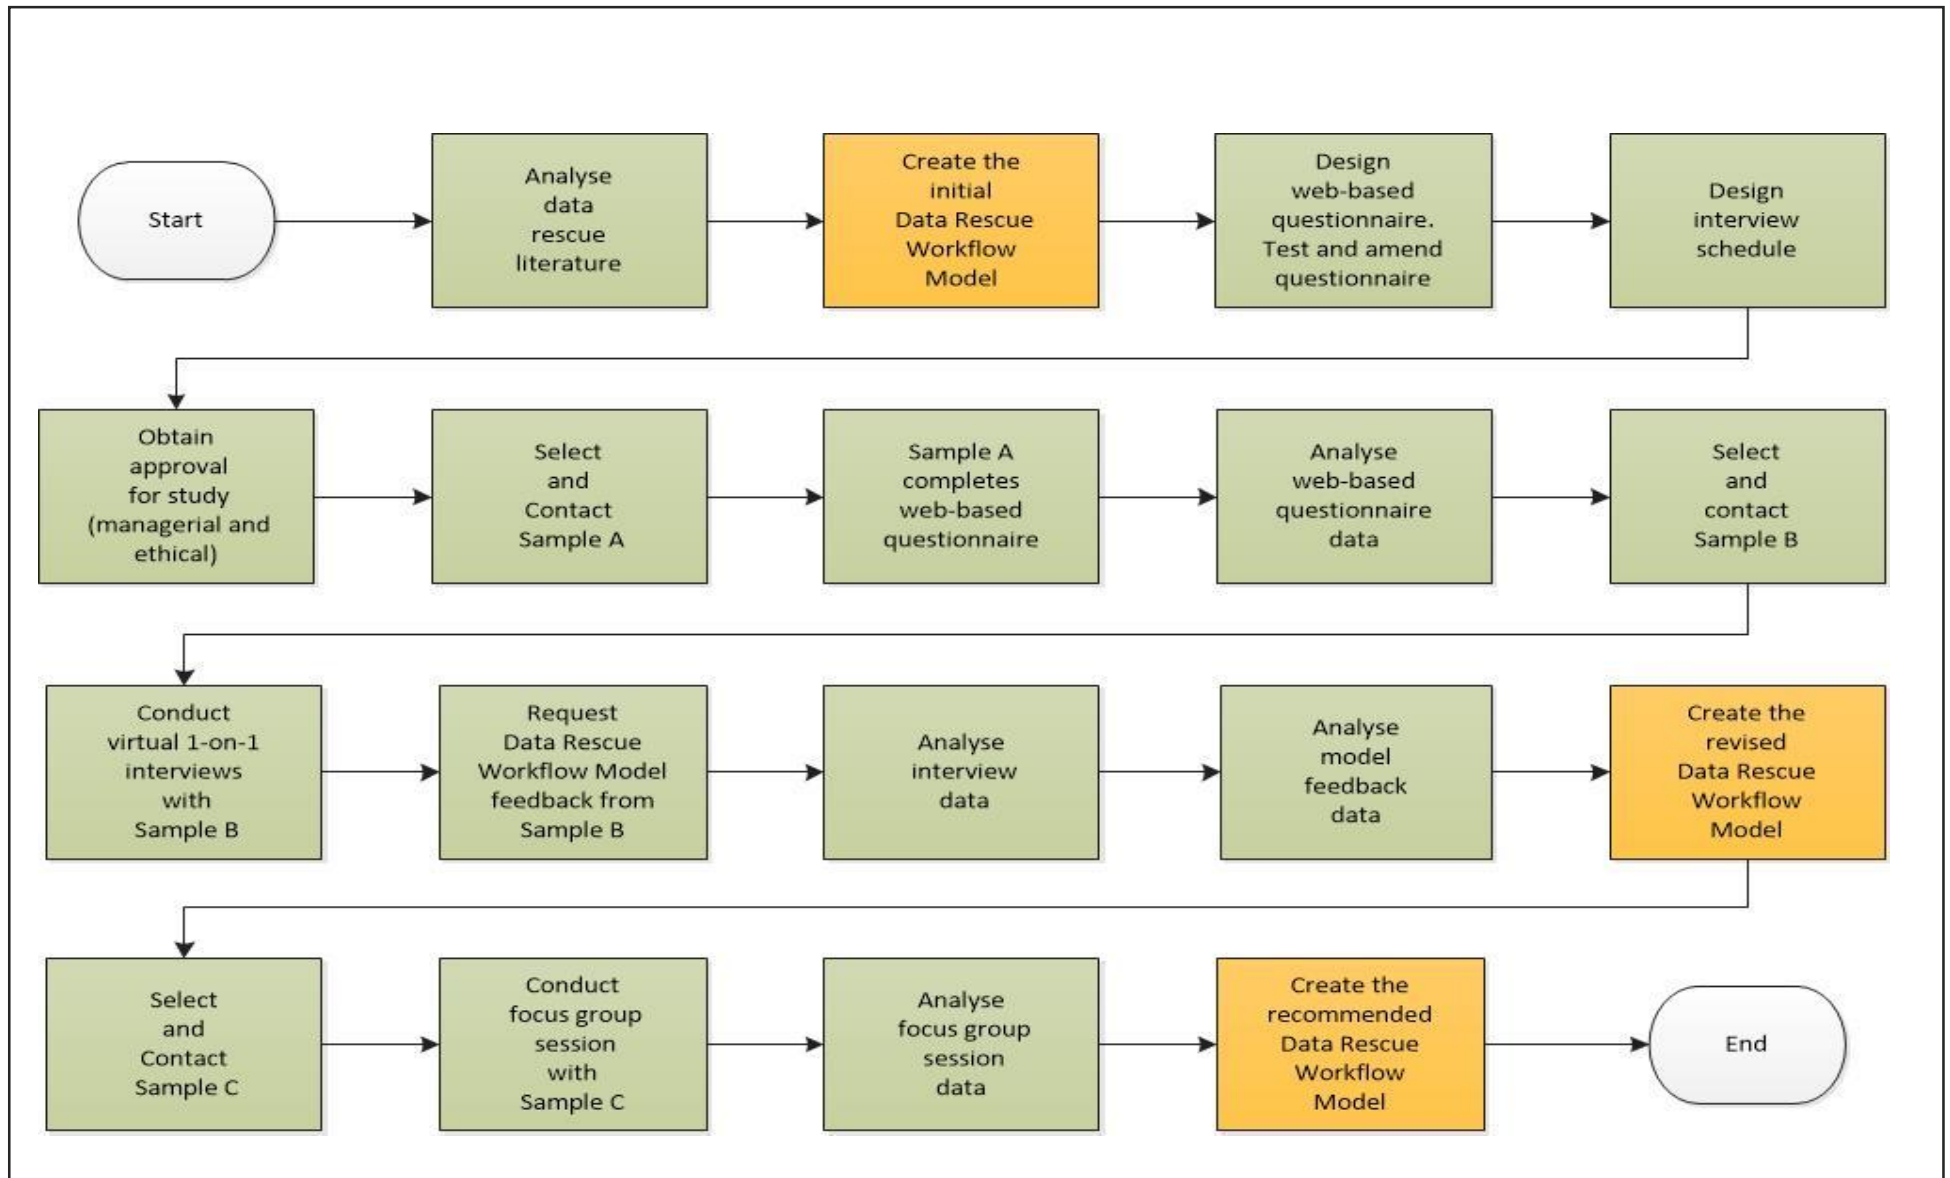 Start
Analyse
data
rescue
literature
Create the
initial
Data Rescue
Workflow
Model
Design
web-based
questionnaire.
Test and amend
questionnaire
Design
interview
schedule
Obtain
approval
for study
(managerial and
ethical)
Select
and
Contact
Sample A
Sample A
completes
web-based
questionnaire
Analyse
web-based
questionnaire
data
Select
and
contact
Sample B
Conduct
virtual 1-on-1
interviews
with
Sample B
Request
Data Rescue
Workflow Model
feedback from
Sample B
Analyse
interview
data
Analyse
model
feedback
data
Create the
revised
Data Rescue
Workflow
Model
Select
and
Contact
Sample C
Conduct
focus group
session
with
Sample C
Analyse
focus group
session
data
Create the
recommended
Data Rescue
Workflow
Model
End